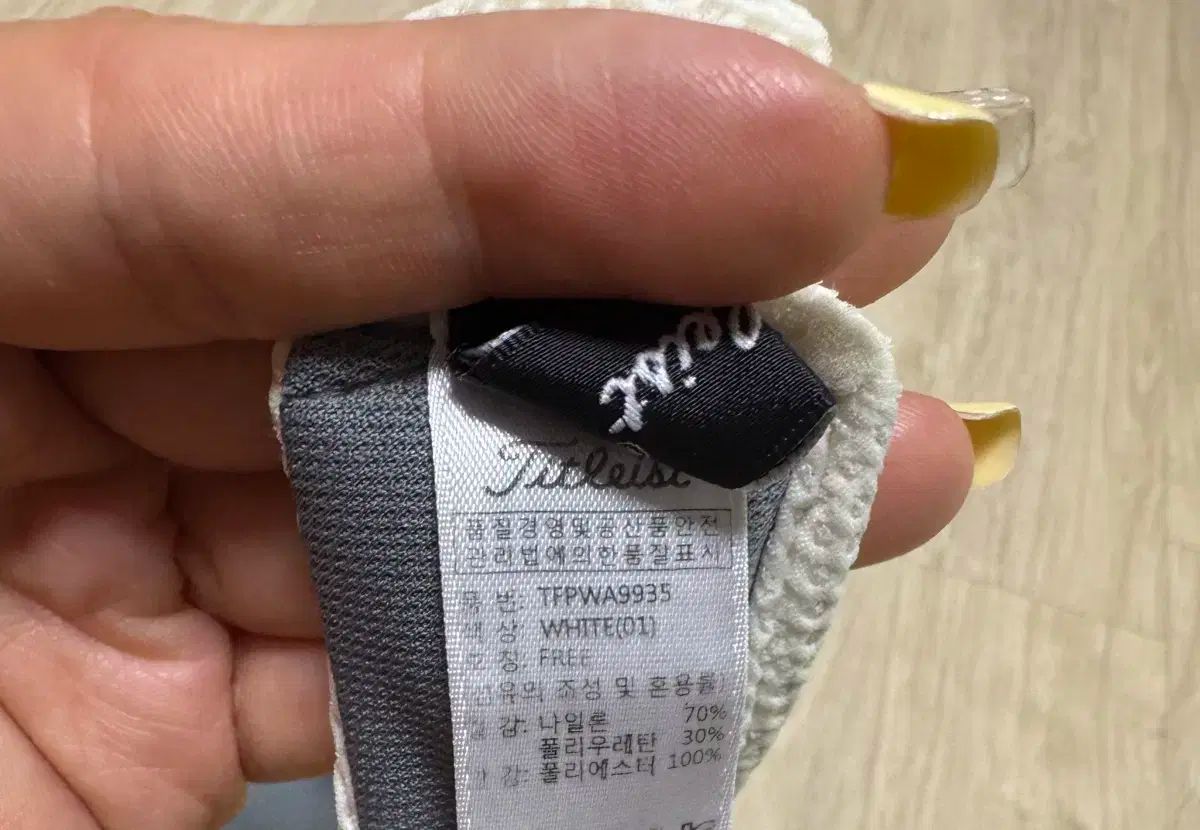 leist
Titleist
품질경영및공산품안전
관리법에의한품질표시
품 번: TFPWA9935
색 상: WHITE(01)
호 칭: FREE
섬유의 조성 및 혼용률
겉 감: 나일론 70%
폴리우레탄 30%
감: 폴리에스터 100%